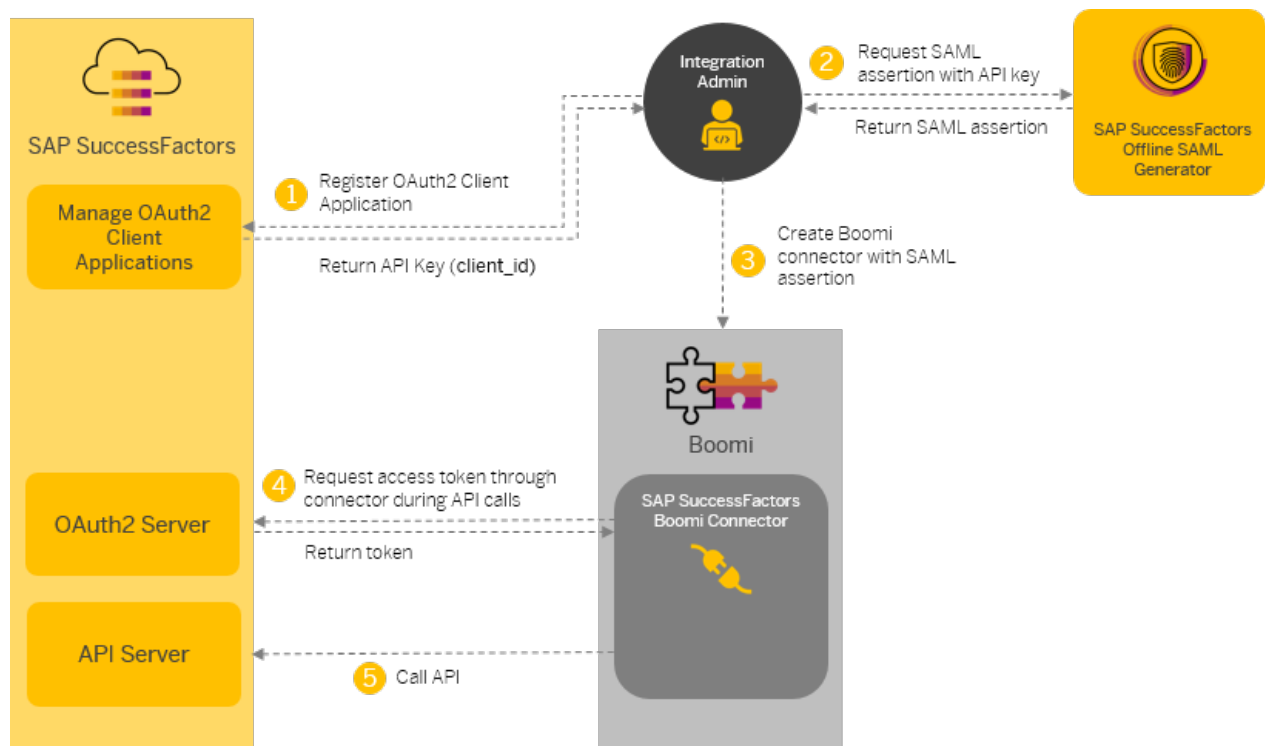 SAP SuccessFactors
Manage OAuth2
Client
Applications
1
Register OAuth2 Client
Application
Return API Key (client_id)
Integration
Admin
2
Request SAML
assertion with API key
Return SAML assertion
SAP SuccessFactors
Offline SAML
Generator
3
Create Boomi
connector with SAML
assertion
Boomi
SAP SuccessFactors
Boomi Connector
4
Request access token through
connector during API calls
Return token
OAuth2 Server
API Server
5
Call API